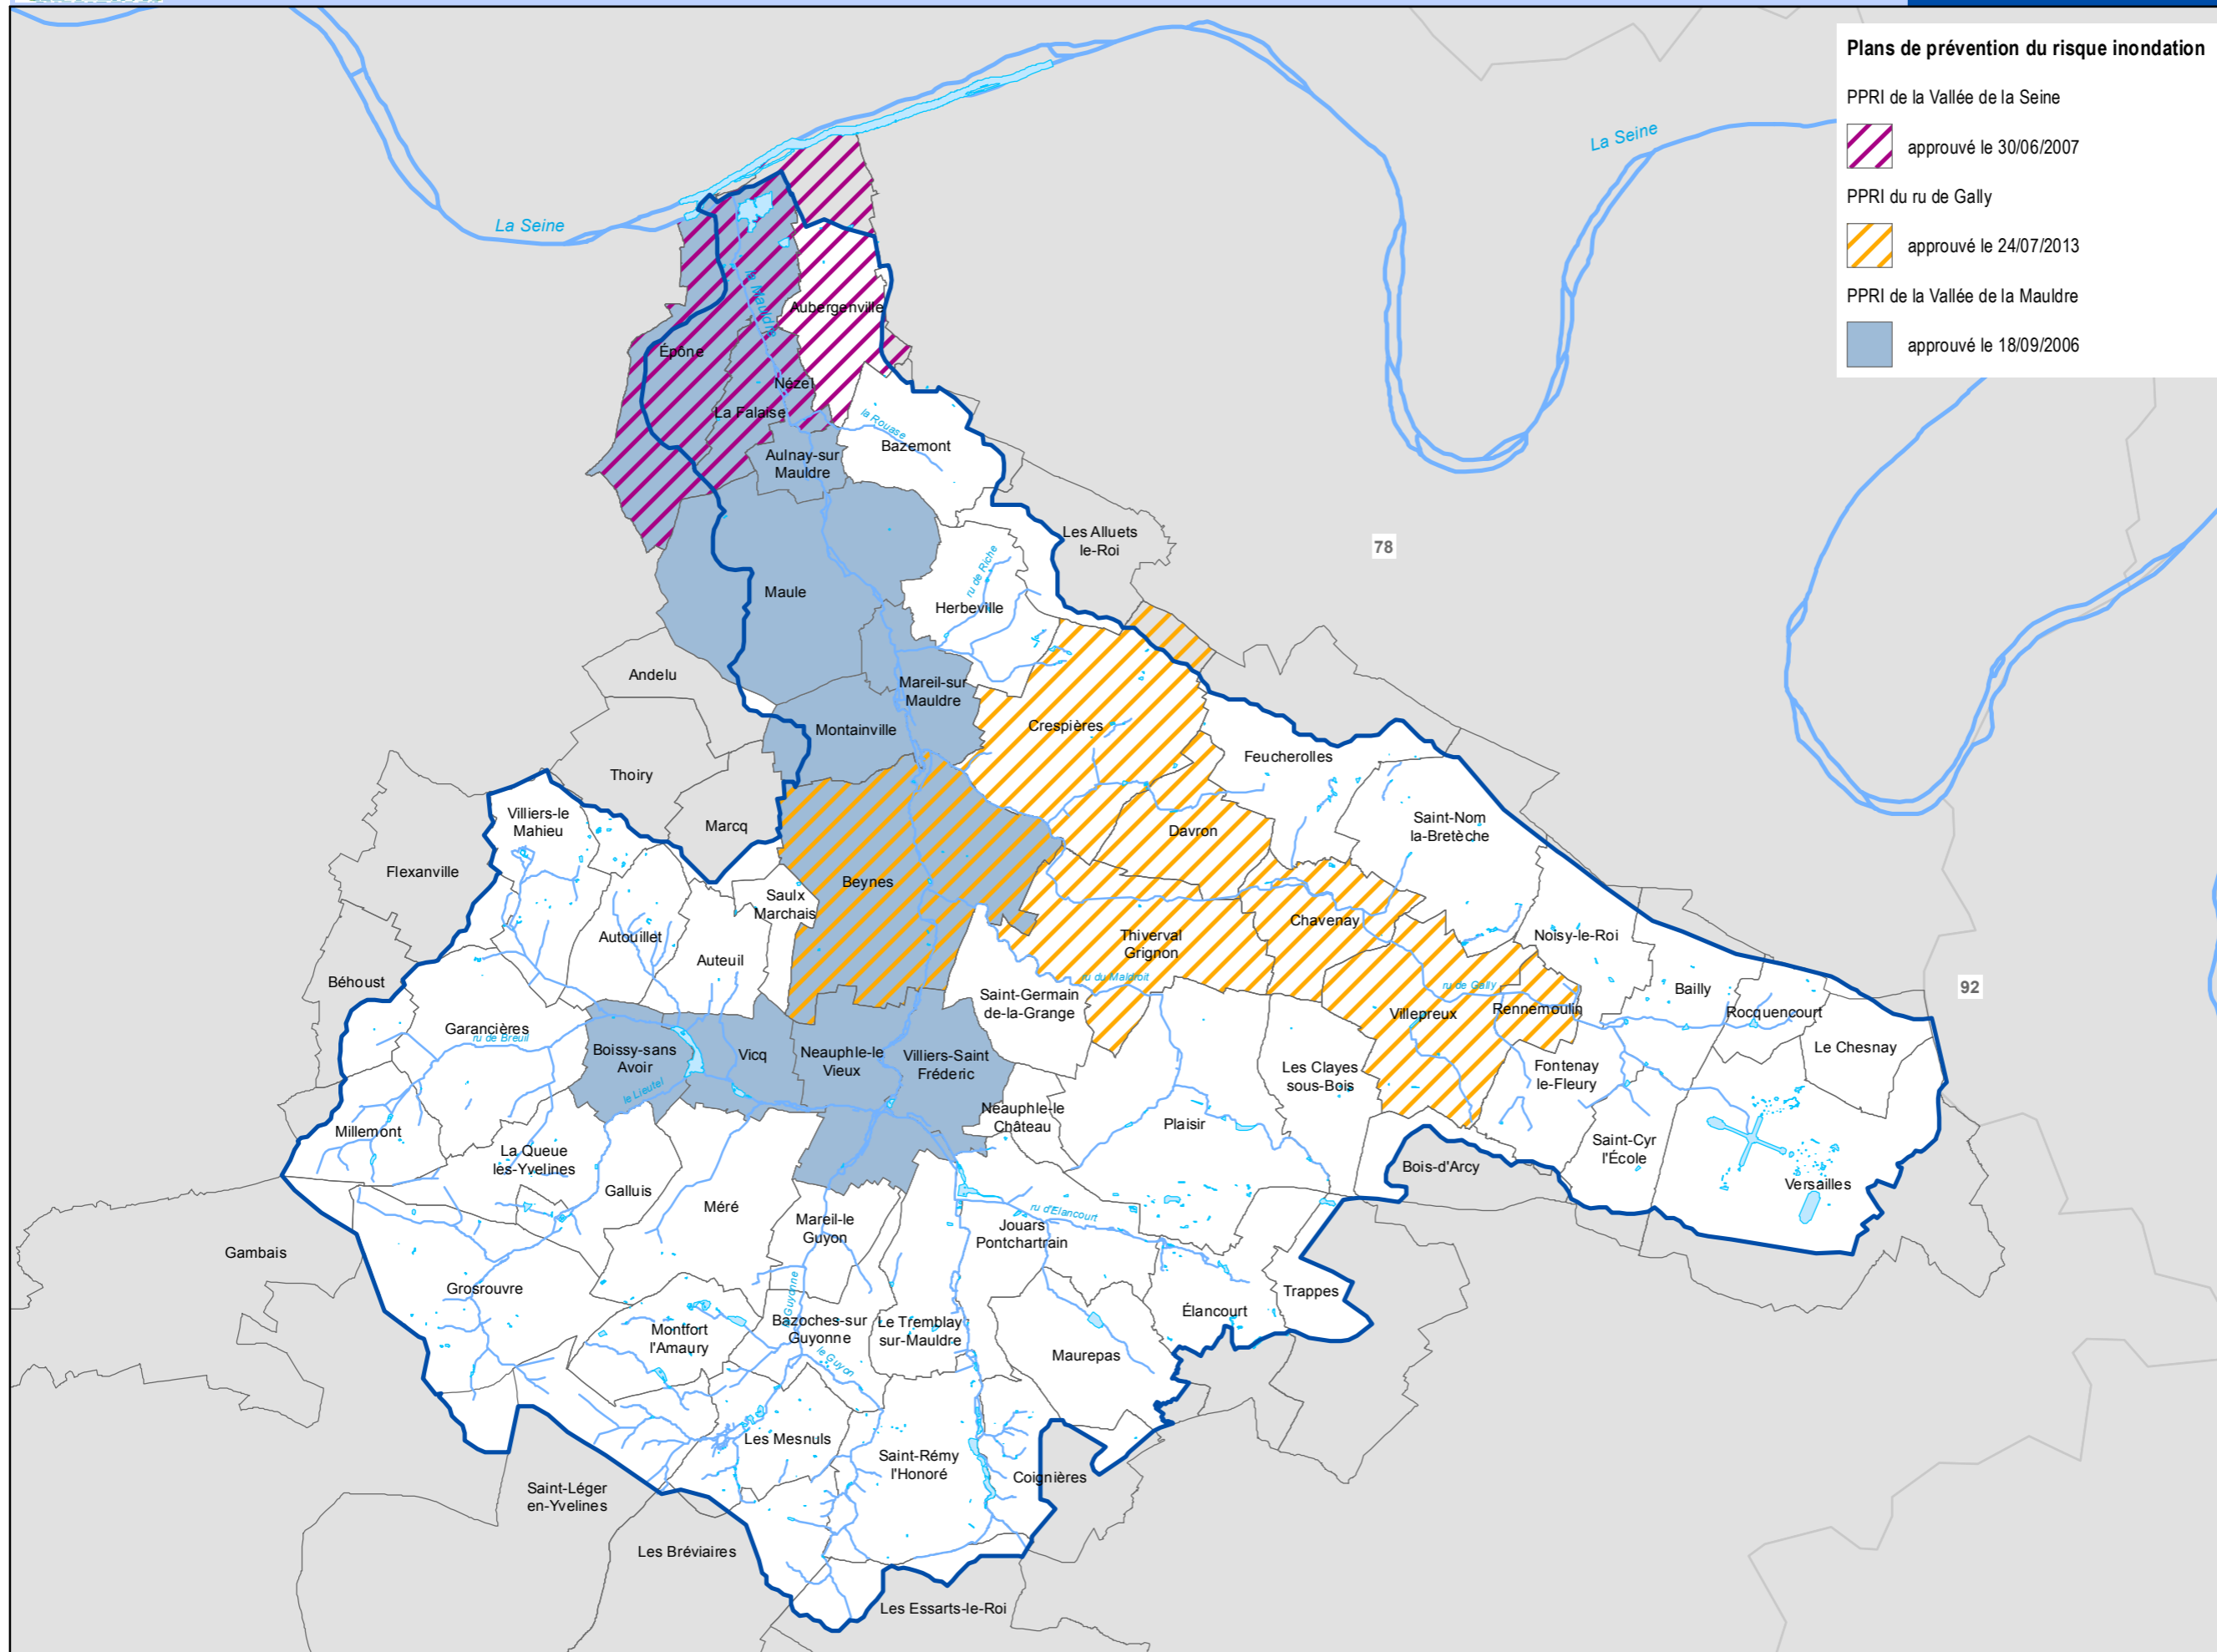 Plans de prévention du risque inondation
PPRI de la Vallée de la Seine
approuvé le 30/06/2007
PPRI du ru de Gally
approuvé le 24/07/2013
PPRI de la Vallée de la Mauldre
approuvé le 18/09/2006
La Seine
La Seine
la Mauldre
Aubergenville
Épône
Nézel
La Falaise
la Rouase
Bazemont
Aulnay-sur
Mauldre
Les Alluets
le-Roi
78
ru de Riche
Maule
Herbeville
Andelu
Mareil-sur
Mauldre
Montainville
Crespières
Feucherolles
Thoiry
Villiers-le
Mahieu
Marcq
Saint-Nom
la-Bretèche
Davron
Flexanville
Beynes
Saulx
Marchais
Chavenay
Autouillet
Thiverval
Grignon
Noisy-le-Roi
Auteuil
ru du Maldroit
Béhoust
ru de Gally
Bailly
92
Saint-Germain
de-la-Grange
Villepreux
Rennemoulin
Rocquencourt
Garancières
ru de Breuil
Boissy-sans
Avoir
Vicq
Neauphle-le
Vieux
Villiers-Saint
Fréderic
Le Chesnay
Les Clayes
sous-Bois
Fontenay
le-Fleury
le Lieutel
Neauphle-le
Château
Plaisir
Millemont
La Queue
les-Yvelines
Saint-Cyr
l'École
Bois-d'Arcy
Versailles
Galluis
Méré
Mareil-le
Guyon
ru d'Elancourt
Jouars
Pontchartrain
Gambais
Grosrouvre
Guyonne
Trappes
Élancourt
Montfort
l'Amaury
Bazoches-sur
Guyonne
Le Tremblay
sur-Mauldre
le Guyon
Maurepas
Les Mesnuls
Saint-Rémy
l'Honoré
Coignières
Saint-Léger
en-Yvelines
Les Bréviaires
Les Essarts-le-Roi